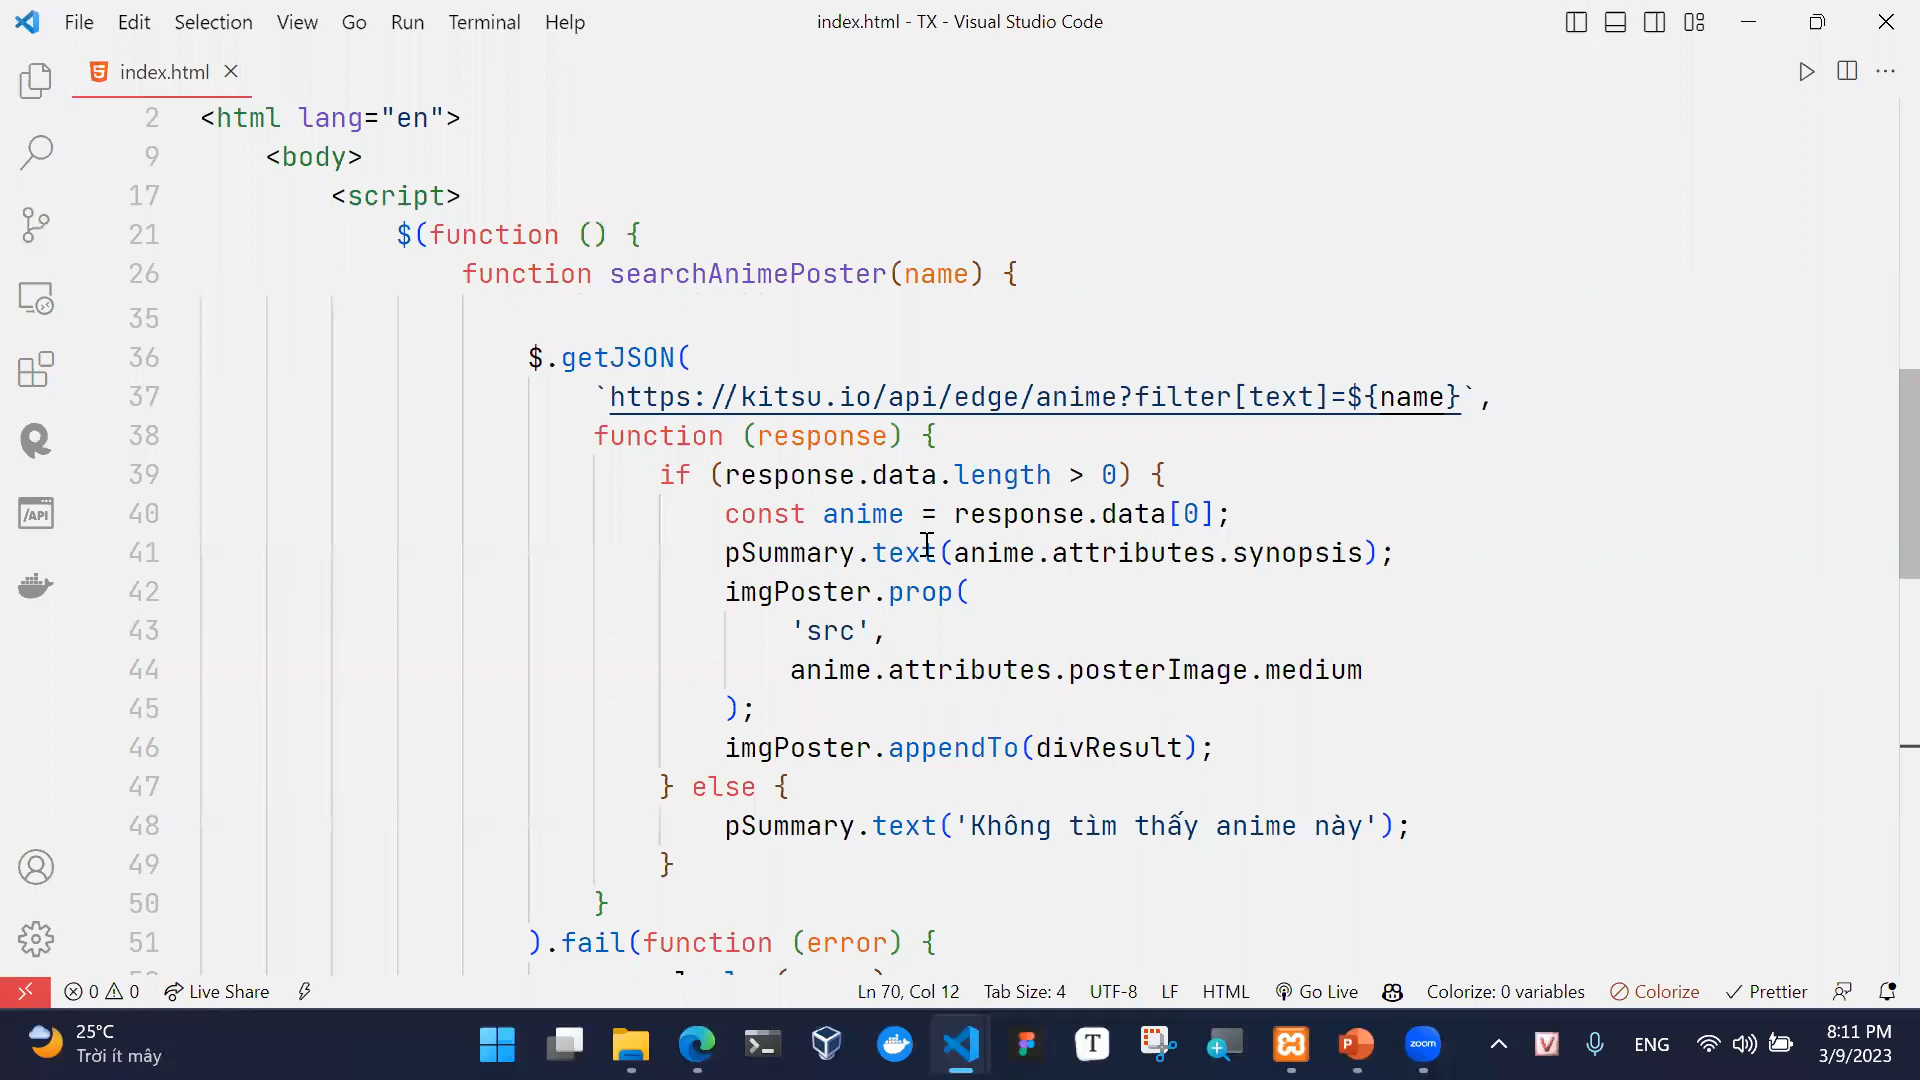 File Edit Selection View Go Run Terminal Help
index.html - TX - Visual Studio Code
index.html
2 <html lang="en">
9 <body>
17 <script>
21 $(function () {
26 function searchAnimePoster(name) {
35
36 $.getJSON(
37 `https://kitsu.io/api/edge/anime?filter[text]=${name}`,
38 function (response) {
39 if (response.data.length > 0) {
40 const anime = response.data[0];
41 pSummary.text(anime.attributes.synopsis);
42 imgPoster.prop(
43 'src',
44 anime.attributes.posterImage.medium
45 );
46 imgPoster.appendTo(divResult);
47 } else {
48 pSummary.text('Không tìm thấy anime này');
49 }
50 }
51 ).fail(function (error) {
/API
0 0 Live Share Ln 70, Col 12 Tab Size: 4 UTF-8 LF HTML Go Live Colorize: 0 variables Colorize Prettier
25°C
Trời ít mây
T
zoom
V
ENG
8:11 PM
3/9/2023